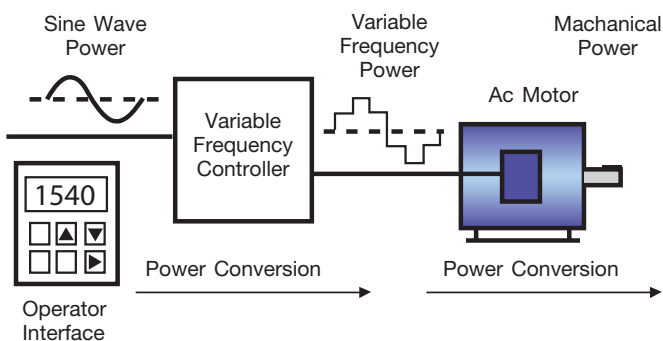 Sine Wave
Power
Variable
Frequency
Power
Machanical
Power
Ac Motor
Variable
Frequency
Controller
1540
Power Conversion
Power Conversion
Operator
Interface